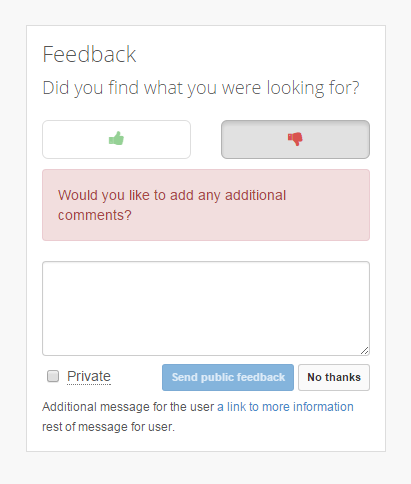 Feedback
Did you find what you were looking for?
Would you like to add any additional
comments?
Private
Send public feedback
No thanks
Additional message for the user a link to more information
rest of message for user.